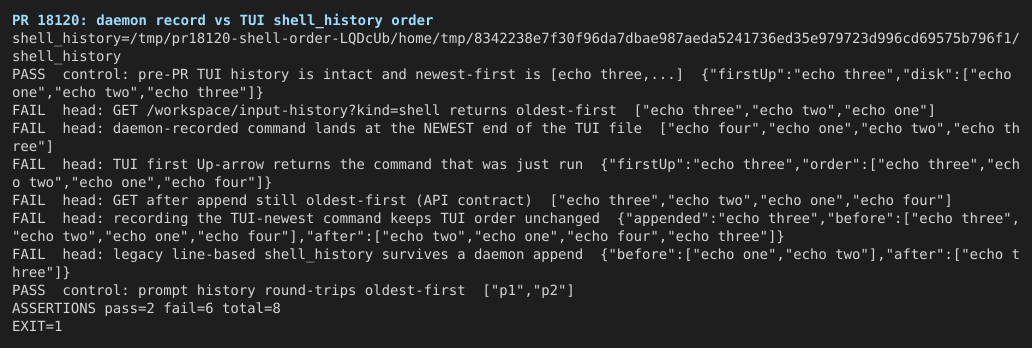 PR 18120: daemon record vs TUI shell_history order
shell_history=/tmp/pr18120-shell-order-LQDcUb/home/tmp/8342238e7f30f96da7dbae987aeda5241736ed35e979723d996cd69575b796f1/
shell_history
PASS  control: pre-PR TUI history is intact and newest-first is [echo three,...]  {"firstUp":"echo three","disk":["echo
one","echo two","echo three"]}
FAIL  head: GET /workspace/input-history?kind=shell returns oldest-first  ["echo three","echo two","echo one"]
FAIL  head: daemon-recorded command lands at the NEWEST end of the TUI file  ["echo four","echo one","echo two","echo th
ree"]
FAIL  head: TUI first Up-arrow returns the command that was just run  {"firstUp":"echo three","order":["echo three","ech
o two","echo one","echo four"]}
FAIL  head: GET after append still oldest-first (API contract)  ["echo three","echo two","echo one","echo four"]
FAIL  head: recording the TUI-newest command keeps TUI order unchanged  {"appended":"echo three","before":["echo three",
"echo two","echo one","echo four"],"after":["echo two","echo one","echo four","echo three"]}
FAIL  head: legacy line-based shell_history survives a daemon append  {"before":["echo one","echo two"],"after":["echo t
hree"]}
PASS  control: prompt history round-trips oldest-first  ["p1","p2"]
ASSERTIONS pass=2 fail=6 total=8
EXIT=1